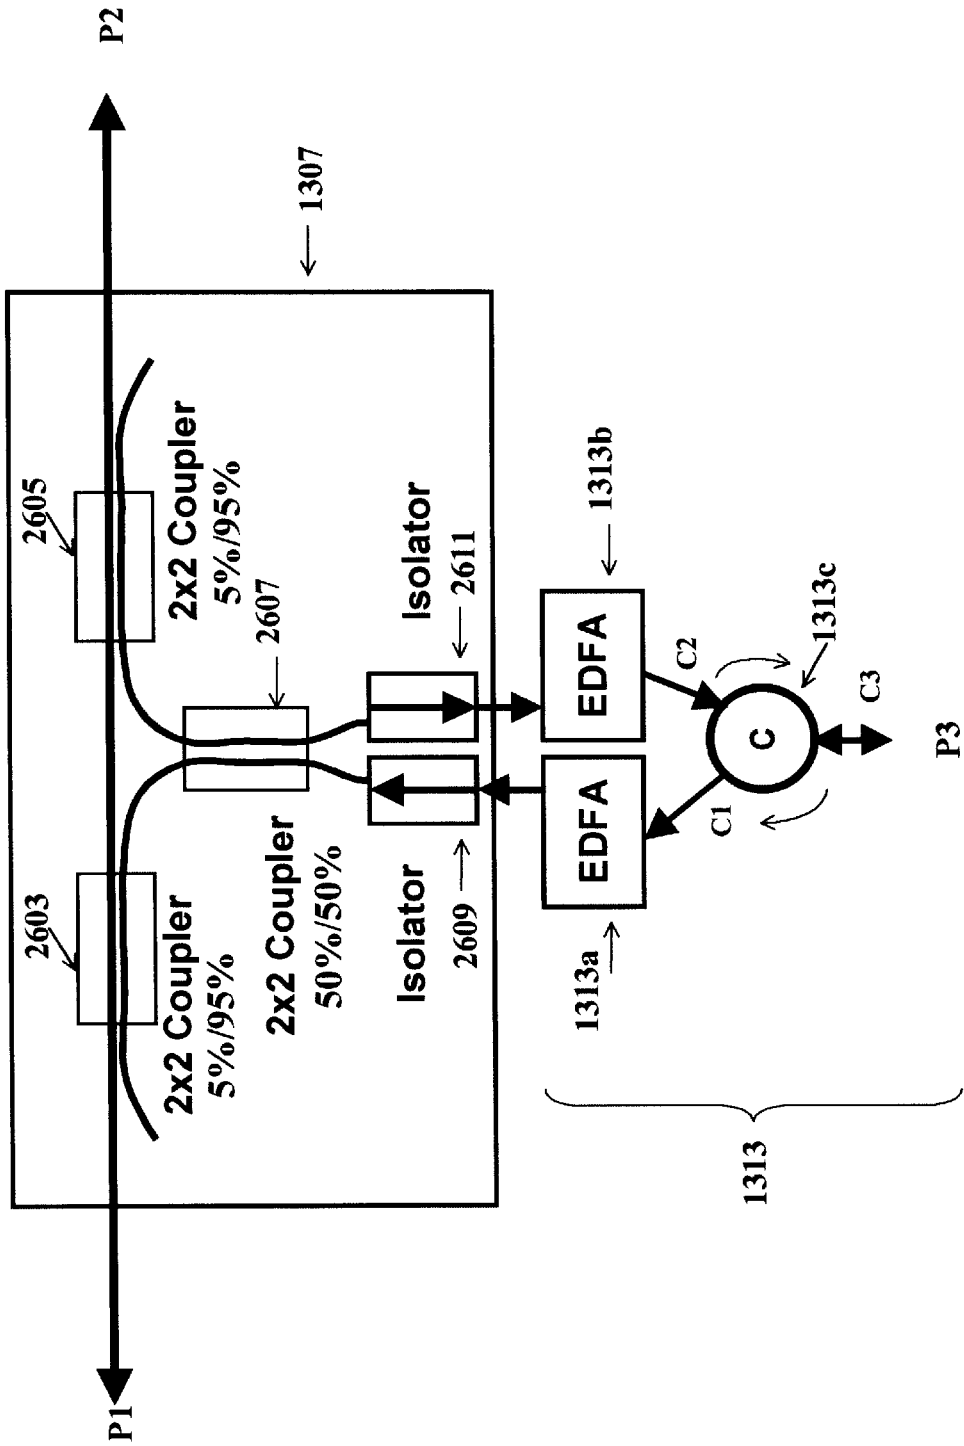 P1
P2
2603
2605
2x2 Coupler
5%/95%
2x2 Coupler
5%/95%
2607
1307
2x2 Coupler
50%/50%
Isolator
2609
Isolator
2611
1313a
EDFA
EDFA
1313b
C1
C2
C
1313c
C3
P3
1313